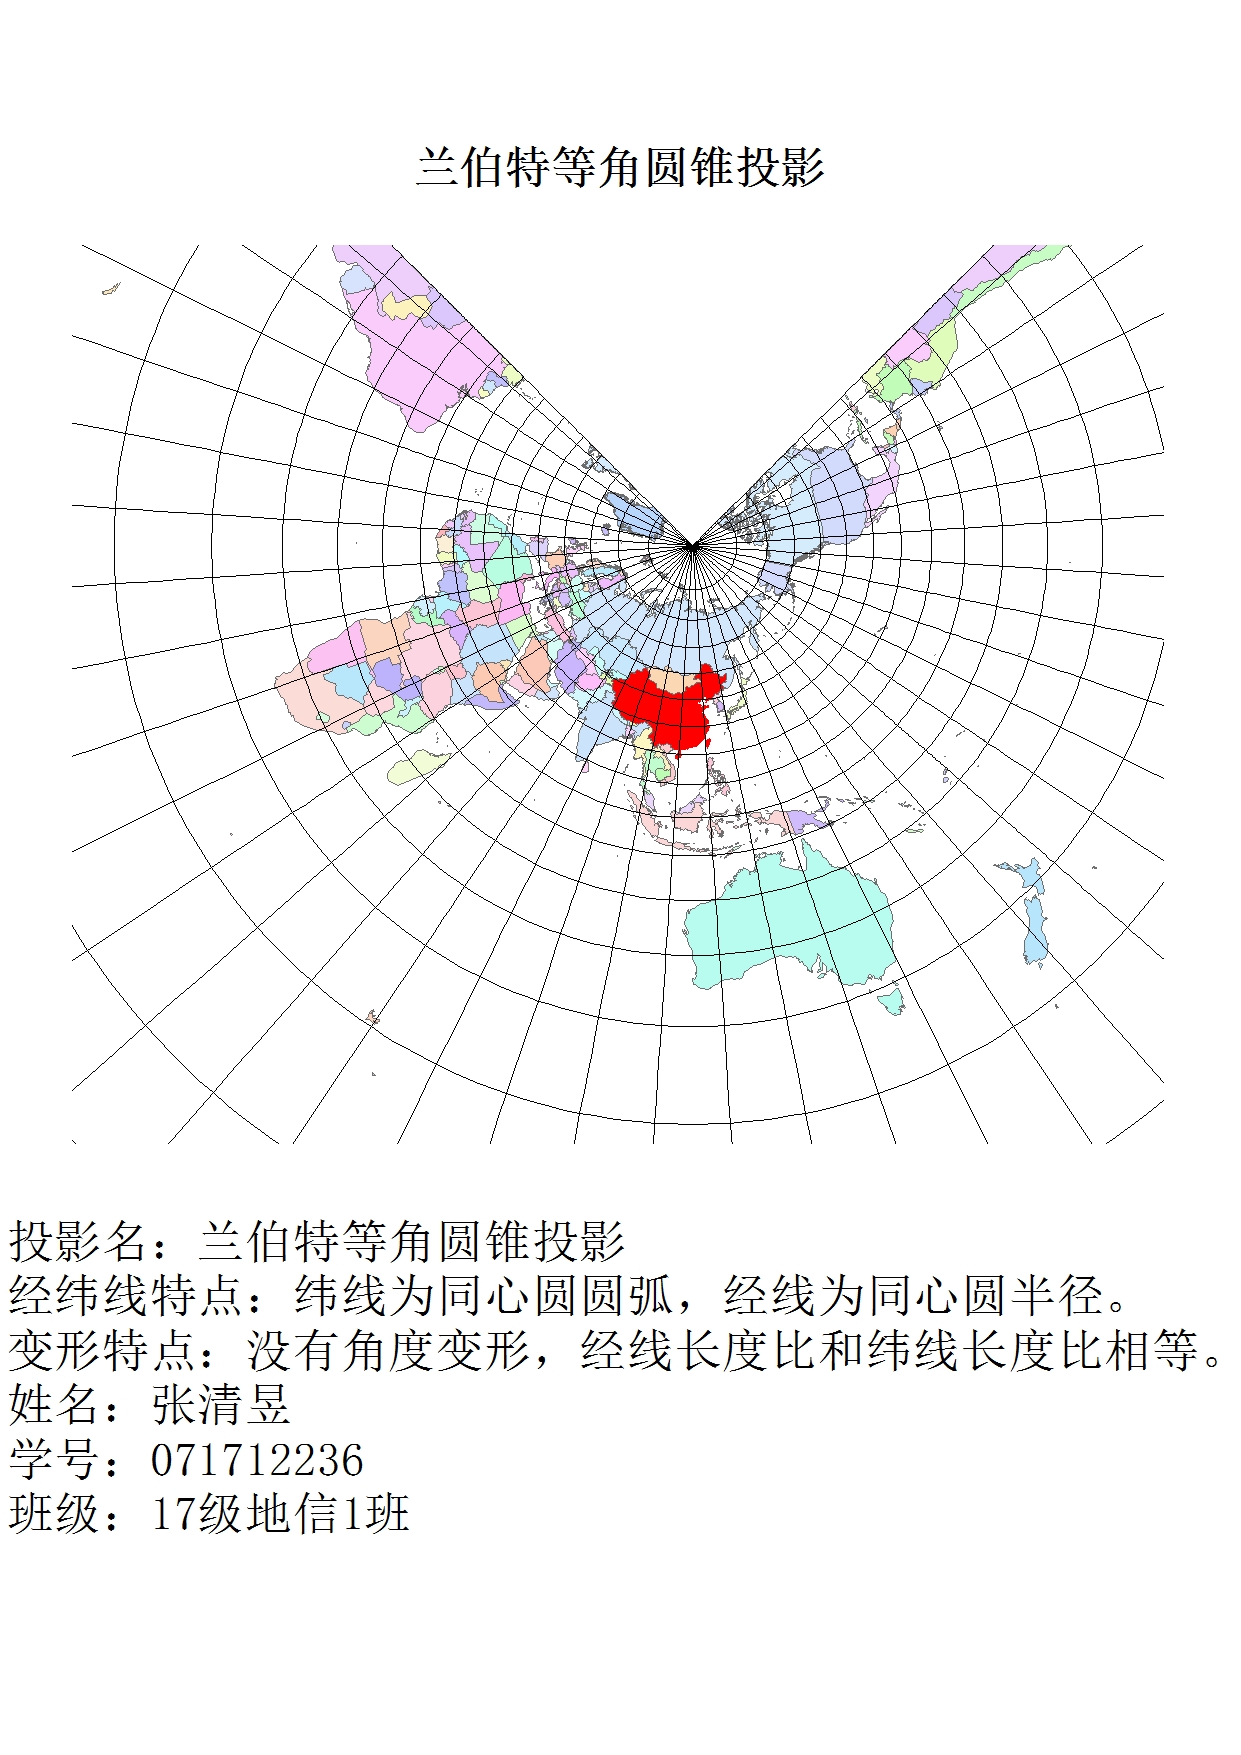 兰伯特等角圆锥投影
投影名：兰伯特等角圆锥投影
经纬线特点：纬线为同心圆圆弧，经线为同心圆半径。
变形特点：没有角度变形，经线长度比和纬线长度比相等。
姓名：张清昱
学号：071712236
班级：17级地信1班